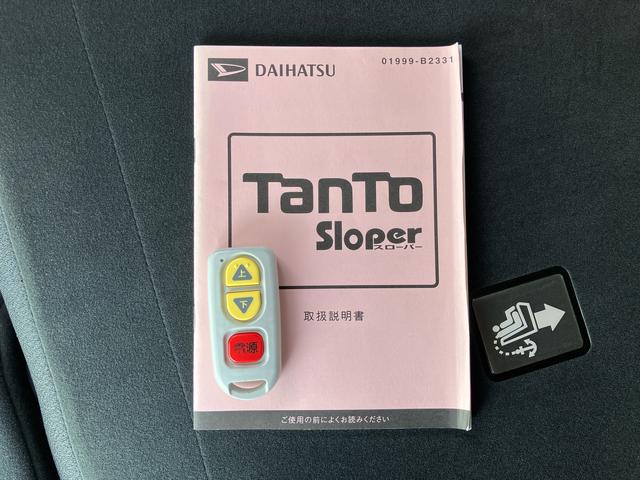 DAIHATSU
01999-B2331
TanTo
Sloper
スローパー
取扱説明書
上
下
電源
ご使用の前によくお読みください